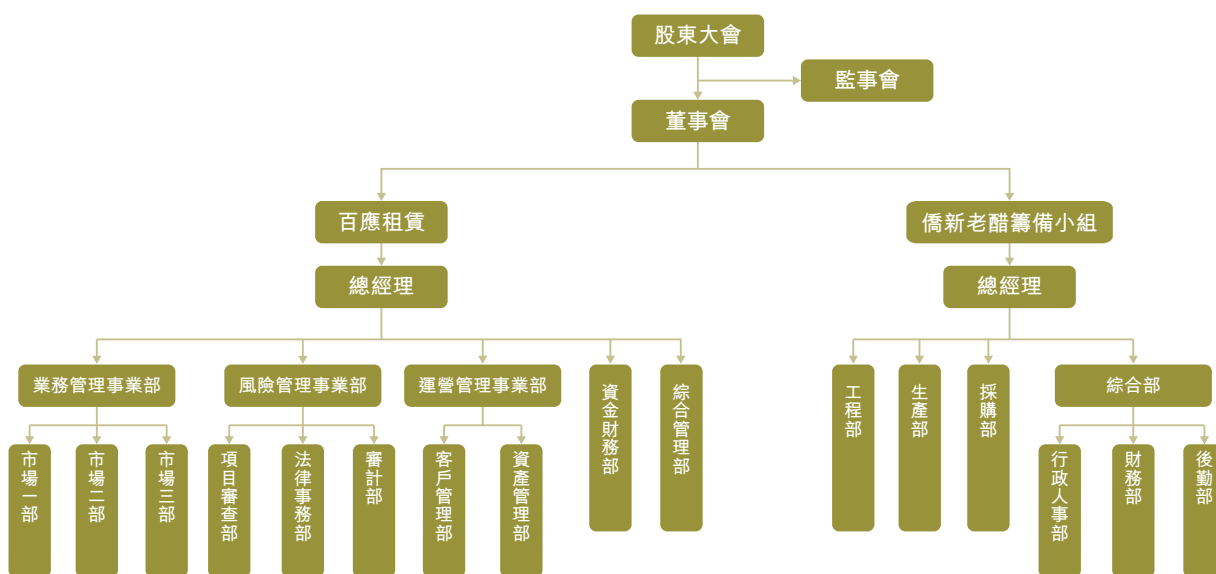 股東大會
監事會
董事會
百應租賃
僑新老醋籌備小組
總經理
總經理
業務管理事業部
風險管理事業部
運營管理事業部
資金財務部
綜合管理部
工程部
生產部
採購部
綜合部
市場一部
市場二部
市場三部
項目審查部
法律事務部
審計部
客戶管理部
資產管理部
行政人事部
財務部
後勤部